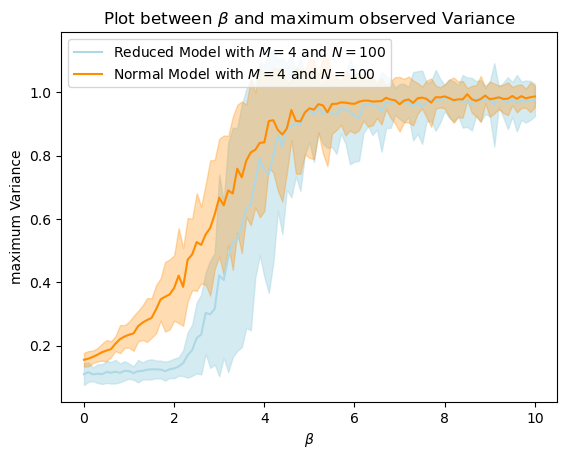 Plot between β and maximum observed Variance
Reduced Model with M = 4 and N = 100
Normal Model with M = 4 and N = 100
maximum Variance
1.0
0.8
0.6
0.4
0.2
0 2 4 6 8 10
β